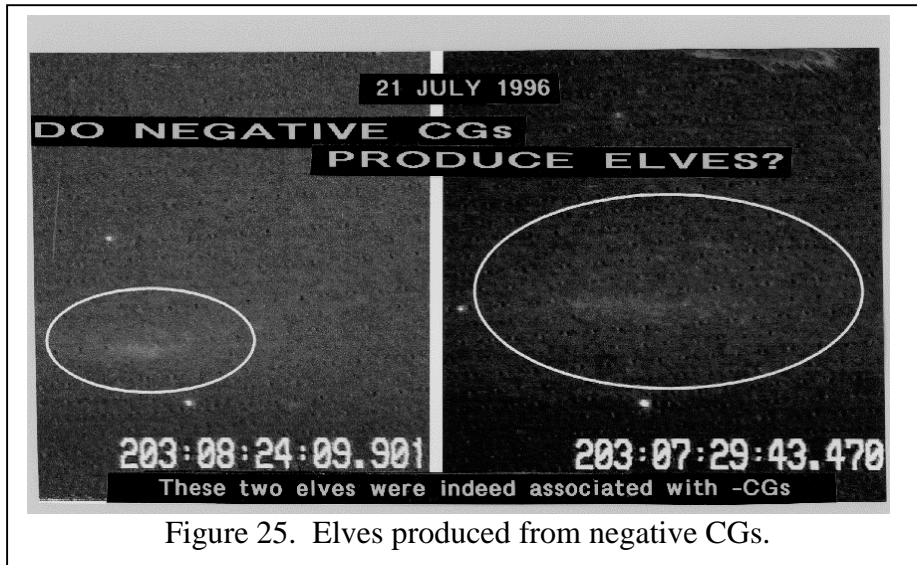 21 JULY 1996
DO NEGATIVE CGs
PRODUCE ELVES?
203:08:24:09.901
203:07:29:43.470
These two elves were indeed associated with -CGs
Figure 25. Elves produced from negative CGs.